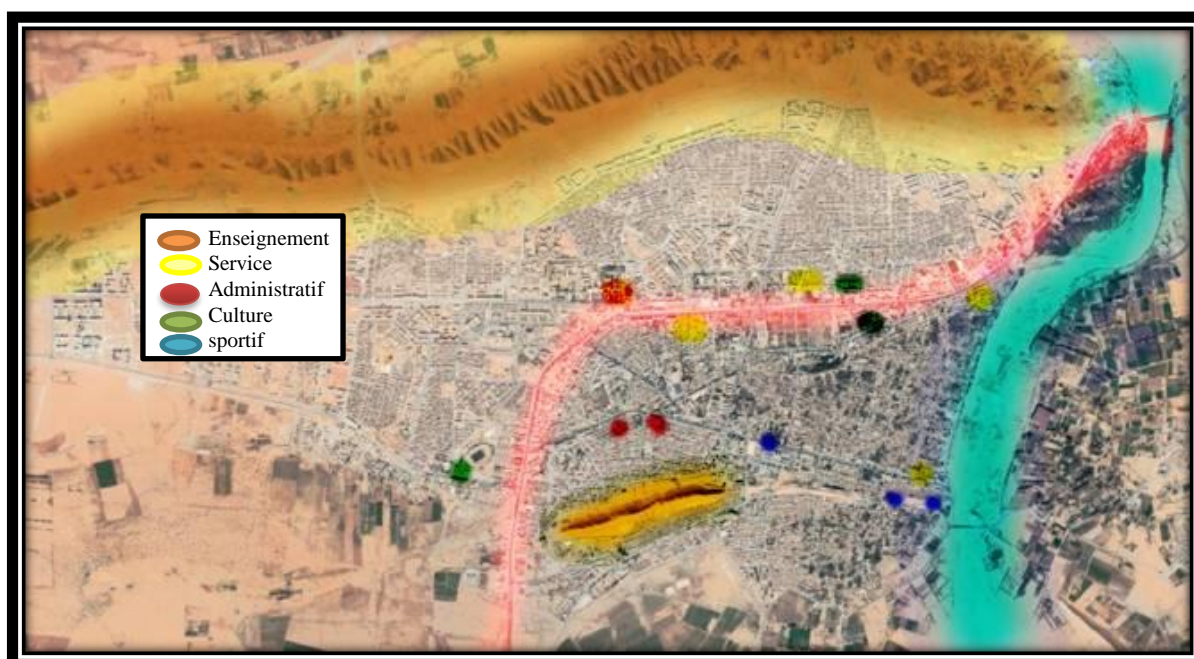 Enseignement
Service
Administratif
Culture
sportif